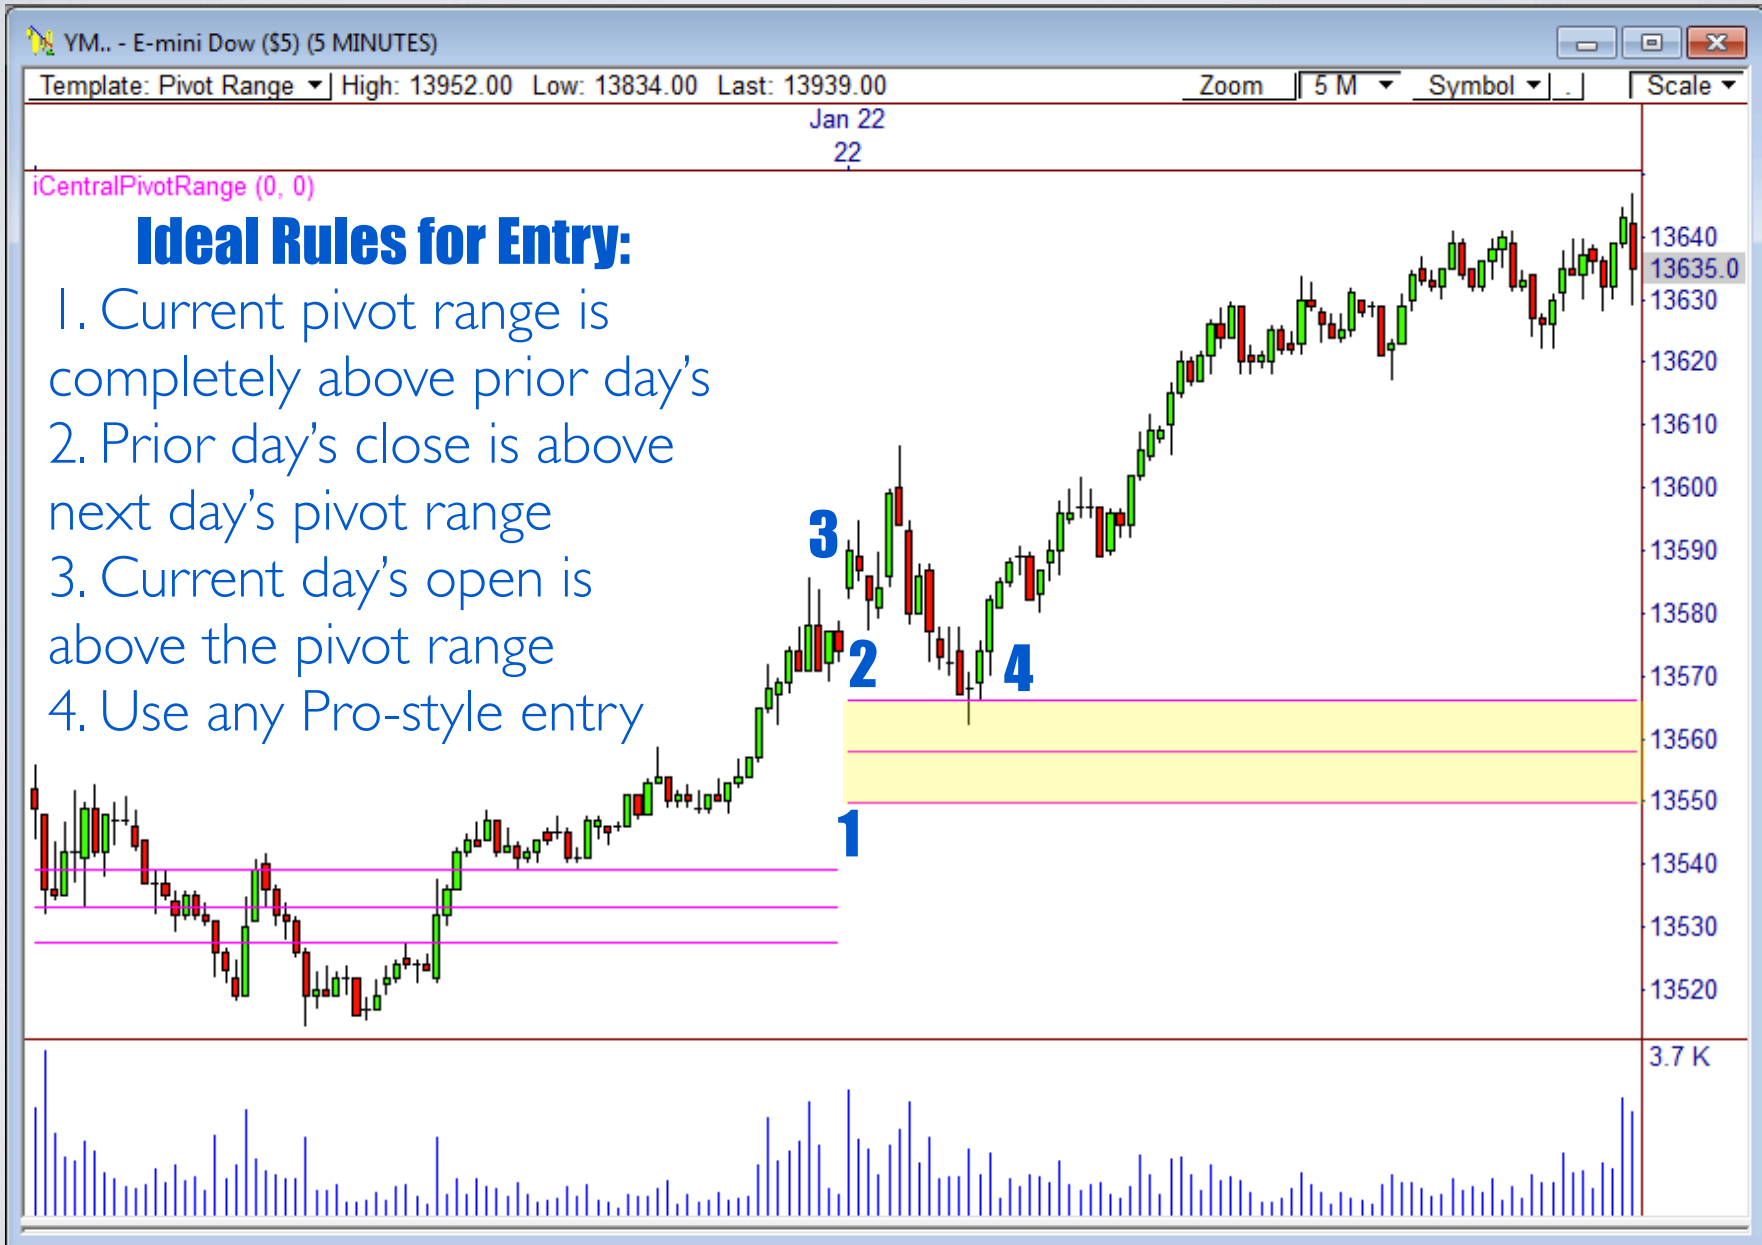 YM.. - E-mini Dow ($5) (5 MINUTES)
Template: Pivot Range High: 13952.00 Low: 13834.00 Last: 13939.00 Zoom 5 M Symbol . Scale
Jan 22
22
iCentralPivotRange (0, 0)
Ideal Rules for Entry:
1. Current pivot range is
completely above prior day's
2. Prior day's close is above
next day's pivot range
3. Current day's open is
above the pivot range
4. Use any Pro-style entry
3
2
4
1
13640
13635.0
13630
13620
13610
13600
13590
13580
13570
13560
13550
13540
13530
13520
3.7 K